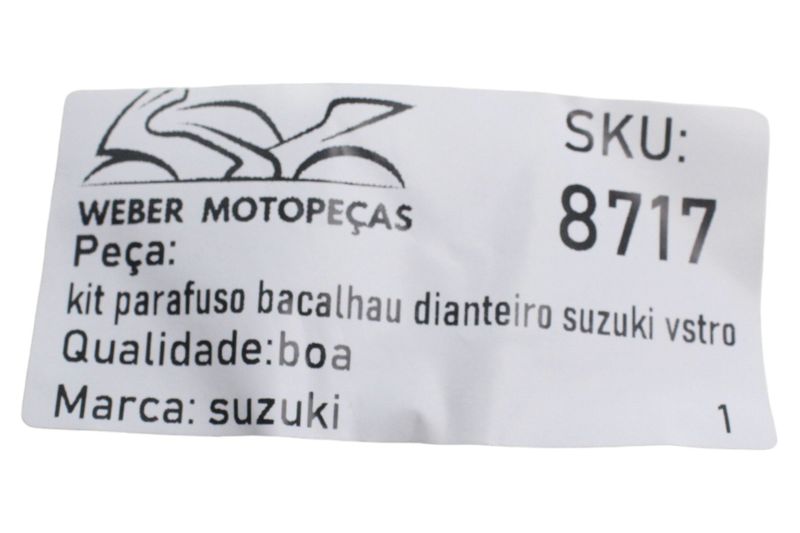 WEBER MOTOPEÇAS
SKU:
8717
Peça:
kit parafuso bacalhau dianteiro suzuki vstro
Qualidade:boa
Marca: suzuki
1